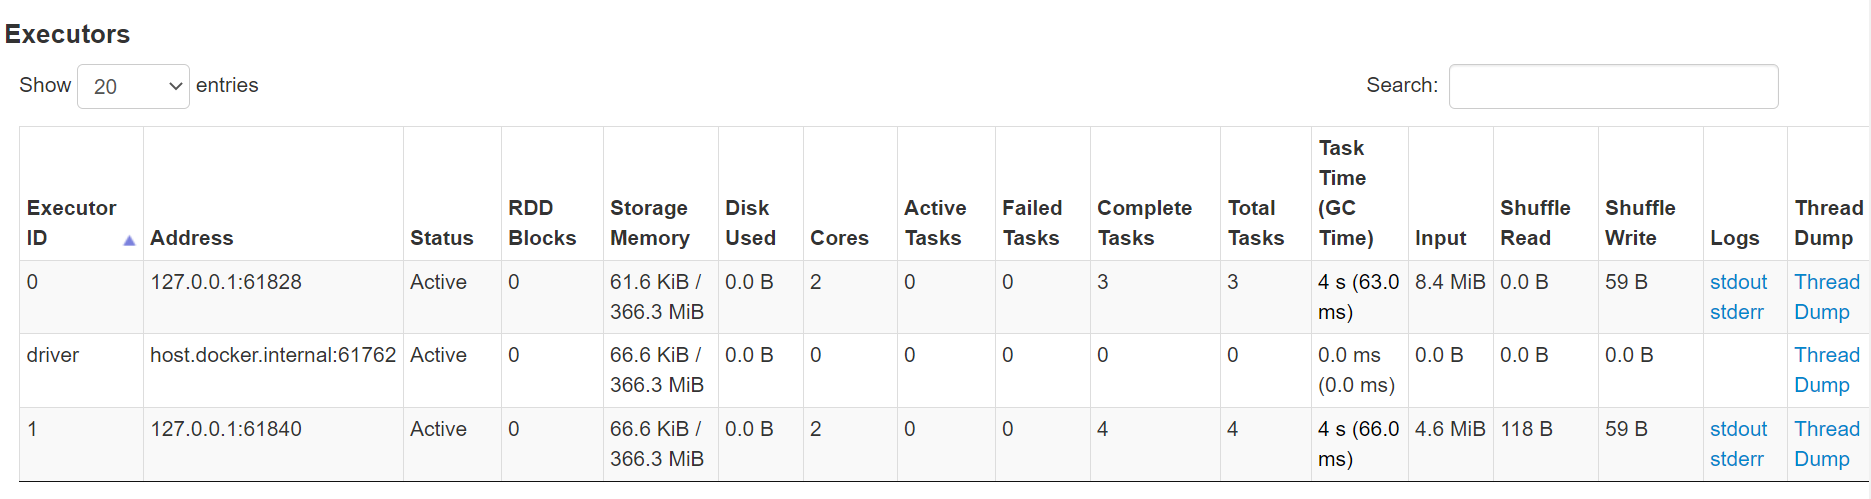 Executors
Show 20 entries Search:
Executor ID Address Status RDD Blocks Storage Memory Disk Used Cores Active Tasks Failed Tasks Complete Tasks Total Tasks Task Time (GC Time) Input Shuffle Read Shuffle Write Logs Thread Dump
0 127.0.0.1:61828 Active 0 61.6 KiB / 366.3 MiB 0.0 B 2 0 0 3 3 4 s (63.0 ms) 8.4 MiB 0.0 B 59 B stdout stderr Thread Dump
driver host.docker.internal:61762 Active 0 66.6 KiB / 366.3 MiB 0.0 B 0 0 0 0 0 0.0 ms (0.0 ms) 0.0 B 0.0 B 0.0 B Thread Dump
1 127.0.0.1:61840 Active 0 66.6 KiB / 366.3 MiB 0.0 B 2 0 0 4 4 4 s (66.0 ms) 4.6 MiB 118 B 59 B stdout stderr Thread Dump